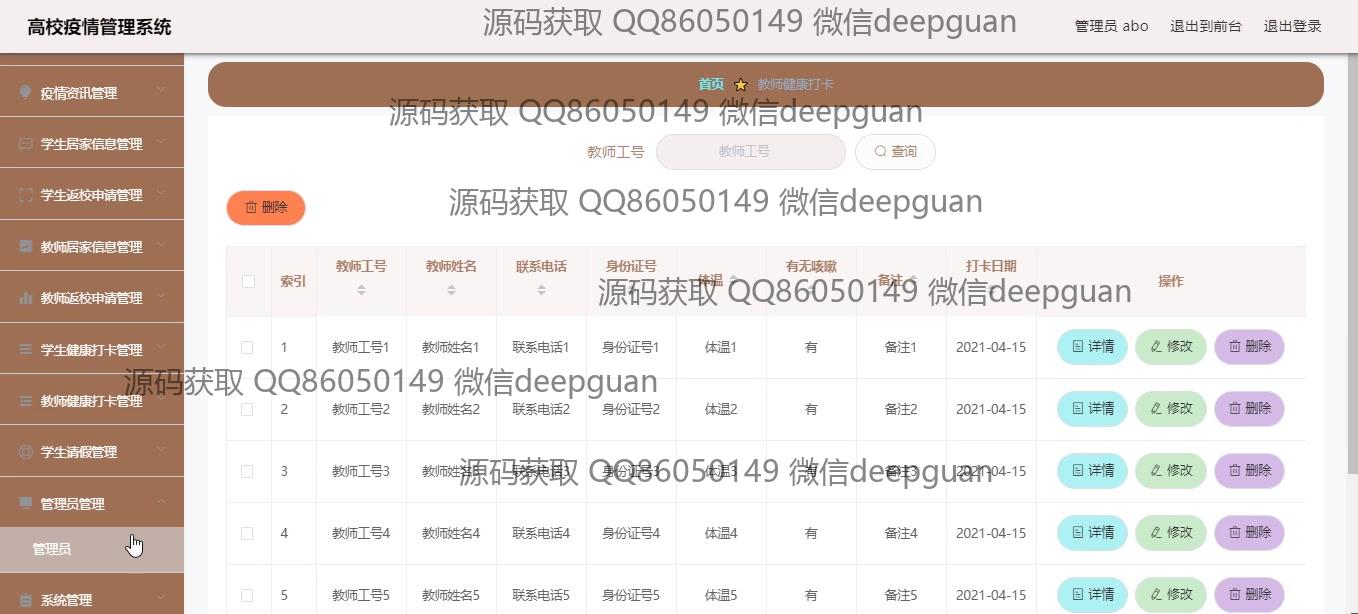 高校疫情管理系统
源码获取 QQ86050149 微信deepguan
管理员 abo 退出到前台 退出登录
疫情资讯管理
学生居家信息管理
学生返校申请管理
教师居家信息管理
教师返校申请管理
学生健康打卡管理
教师健康打卡管理
学生请假管理
管理员管理
管理员
系统管理
首页 教师健康打卡
源码获取 QQ86050149 微信deepguan
教师工号 教师工号 查询
源码获取 QQ86050149 微信deepguan
删除
索引 教师工号 教师姓名 联系电话 身份证号 体温 有无咳嗽 备注 打卡日期 操作
源码获取 QQ86050149 微信deepguan
1 教师工号1 教师姓名1 联系电话1 身份证号1 体温1 有 备注1 2021-04-15 详情 修改 删除
源码获取 QQ86050149 微信deepguan
2 教师工号2 教师姓名2 联系电话2 身份证号2 体温2 有 备注2 2021-04-15 详情 修改 删除
3 教师工号3 教师姓名3 联系电话3 身份证号3 体温3 有 备注3 2021-04-15 详情 修改 删除
源码获取 QQ86050149 微信deepguan
4 教师工号4 教师姓名4 联系电话4 身份证号4 体温4 有 备注4 2021-04-15 详情 修改 删除
5 教师工号5 教师姓名5 联系电话5 身份证号5 体温5 有 备注5 2021-04-15 详情 修改 删除